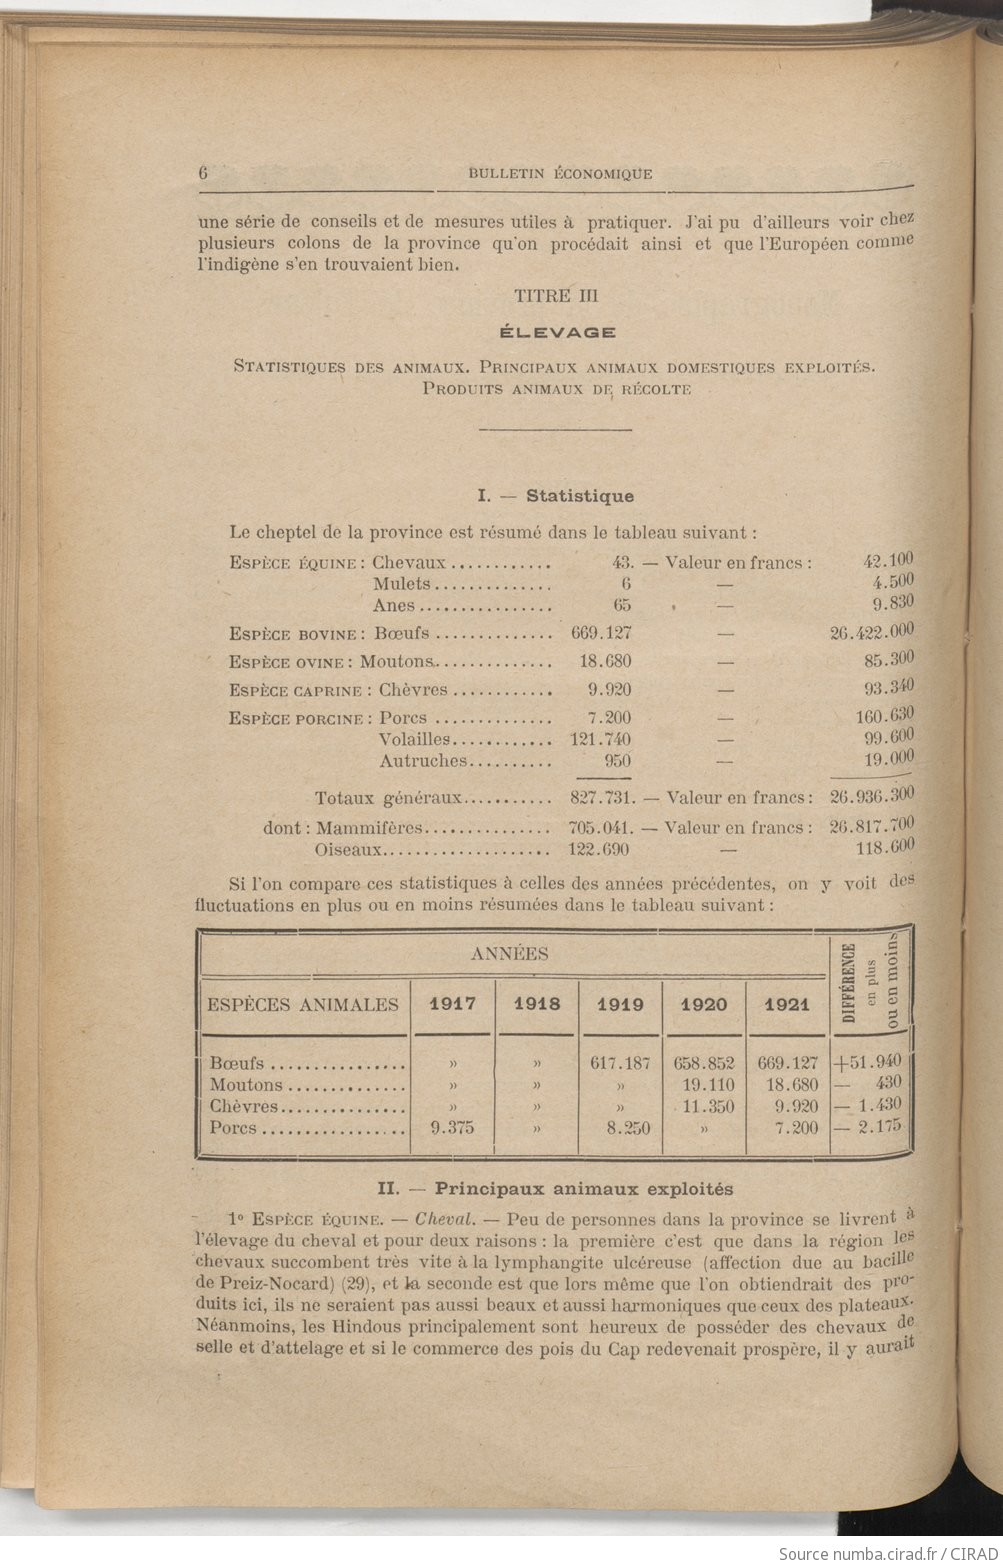 6 BULLETIN ÉCONOMIQUE
une série de conseils et de mesures utiles à pratiquer. J'ai pu d'ailleurs voir chez
plusieurs colons de la province qu'on procédait ainsi et que l'Européen comme
l'indigène s'en trouvaient bien.
TITRE III
ÉLEVAGE
STATISTIQUES DES ANIMAUX. PRINCIPAUX ANIMAUX DOMESTIQUES EXPLOITÉS.
PRODUITS ANIMAUX DE RÉCOLTE
I. — Statistique
Le cheptel de la province est résumé dans le tableau suivant :
ESPÈCE ÉQUINE : Chevaux ............ 43. — Valeur en francs : 42.100
Mulets .............. 6 — 4.500
Anes ................ 65 — 9.830
ESPÈCE BOVINE : Bœufs .............. 669.127 — 26.422.000
ESPÈCE OVINE : Moutons.............. 18.680 — 85.300
ESPÈCE CAPRINE : Chèvres ............ 9.920 — 93.340
ESPÈCE PORCINE : Porcs .............. 7.200 — 160.630
Volailles............ 121.740 — 99.600
Autruches.......... 950 — 19.000
Totaux généraux........... 827.731. — Valeur en francs : 26.936.300
dont : Mammifères............... 705.041. — Valeur en francs : 26.817.700
Oiseaux.................... 122.690 — 118.600
Si l'on compare ces statistiques à celles des années précédentes, on y voit des
fluctuations en plus ou en moins résumées dans le tableau suivant :
ANNÉES
DIFFÉRENCE
en plus
ou en moins
ESPÈCES ANIMALES 1917 1918 1919 1920 1921
Bœufs ................ » » 617.187 658.852 669.127 +51.940
Moutons .............. » » » 19.110 18.680 — 430
Chèvres............... » » » 11.350 9.920 — 1.430
Porcs ................. 9.375 » 8.250 » 7.200 — 2.175
II. — Principaux animaux exploités
1° ESPÈCE ÉQUINE. — Cheval. — Peu de personnes dans la province se livrent à
l'élevage du cheval et pour deux raisons : la première c'est que dans la région les
chevaux succombent très vite à la lymphangite ulcéreuse (affection due au bacille
de Preiz-Nocard) (29), et la seconde est que lors même que l'on obtiendrait des pro-
duits ici, ils ne seraient pas aussi beaux et aussi harmoniques que ceux des plateaux.
Néanmoins, les Hindous principalement sont heureux de posséder des chevaux de
selle et d'attelage et si le commerce des pois du Cap redevenait prospère, il y aurait
Source numba.cirad.fr / CIRAD